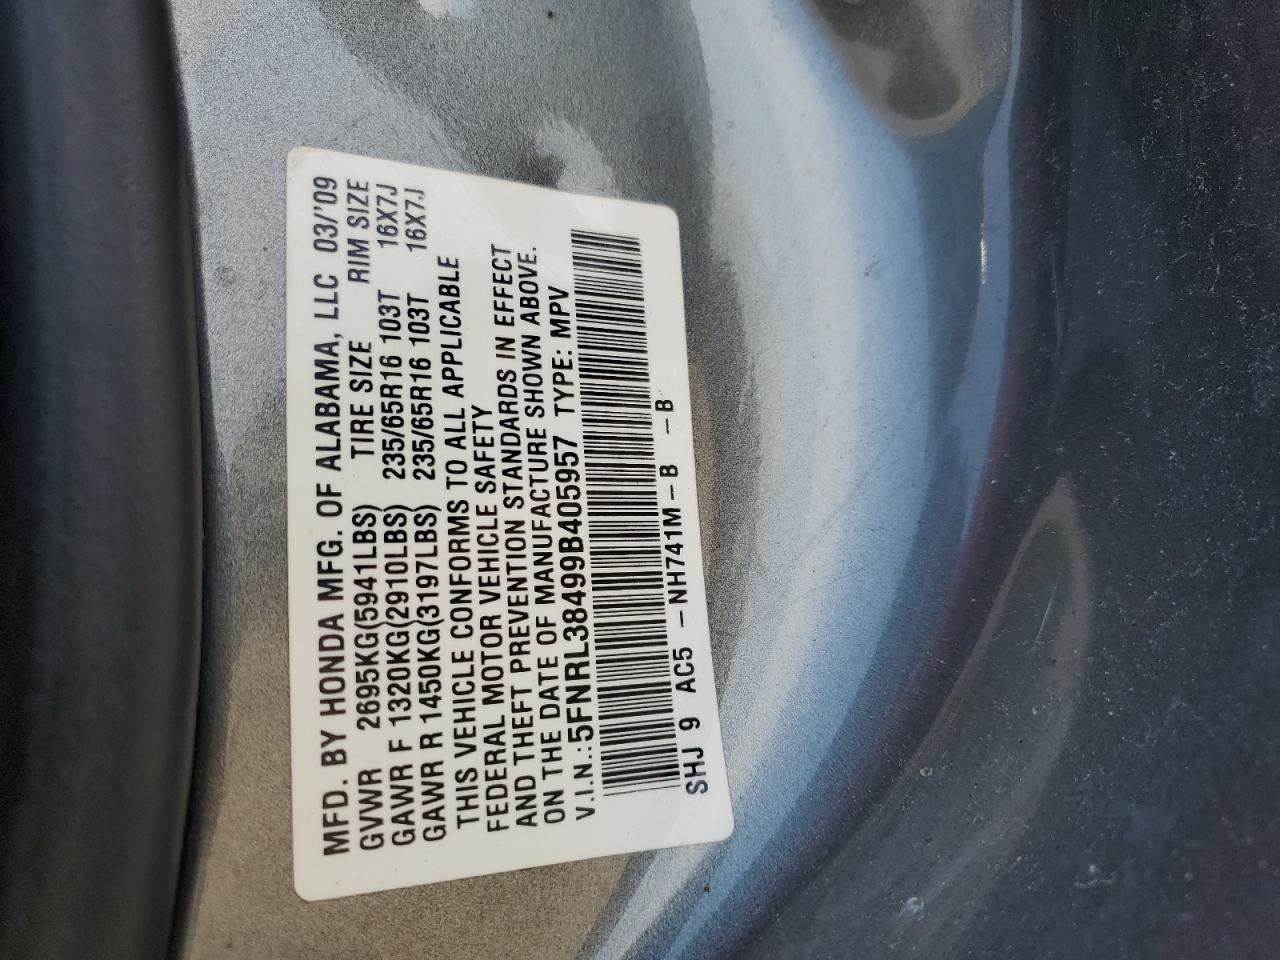 MFD. BY HONDA MFG. OF ALABAMA, LLC 03/'09
GVWR 2695KG(5941LBS) TIRE SIZE RIM SIZE
GAWR F 1320KG(2910LBS) 235/65R16 103T 16X7J
GAWR R 1450KG(3197LBS) 235/65R16 103T 16X7J
THIS VEHICLE CONFORMS TO ALL APPLICABLE
FEDERAL MOTOR VEHICLE SAFETY
AND THEFT PREVENTION STANDARDS IN EFFECT
ON THE DATE OF MANUFACTURE SHOWN ABOVE.
V.I.N.:5FNRL38499B405957 TYPE: MPV
SHJ 9 AC5 –NH741M–B –B